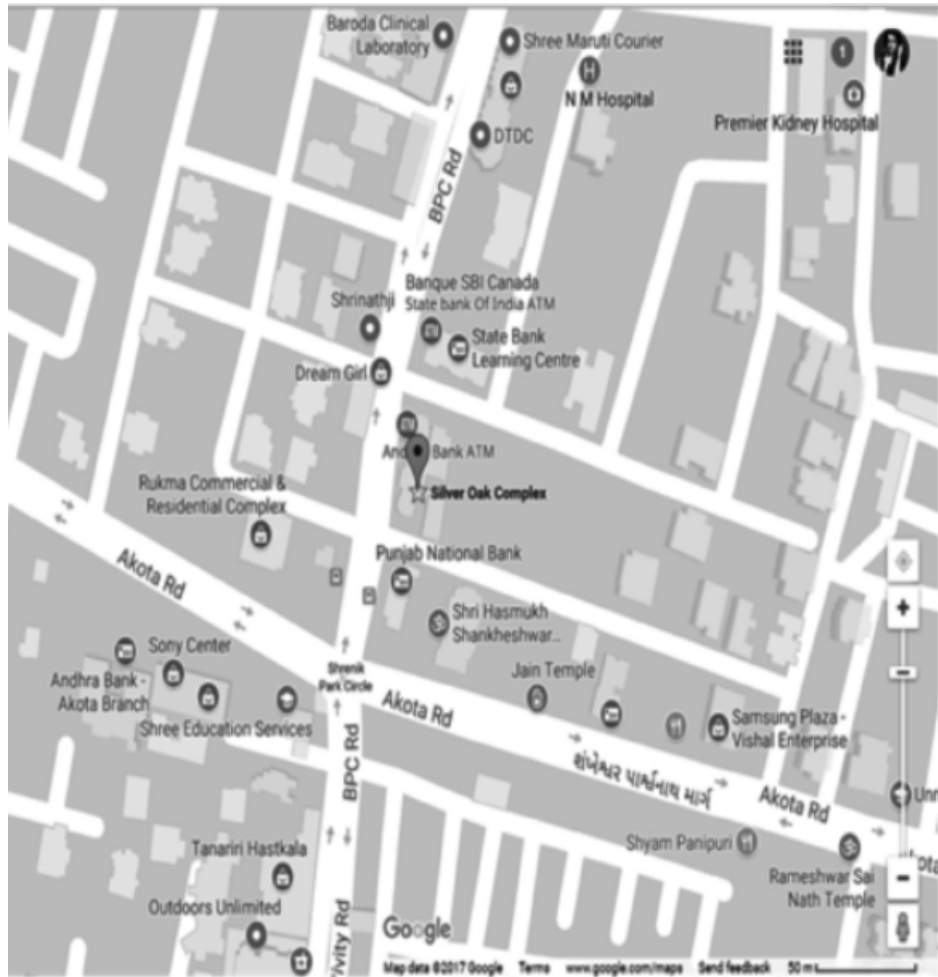 Baroda Clinical
Laboratory
Shree Maruti Courier
1
H
N M Hospital
Premier Kidney Hospital
DTDC
BPC Rd
Banque SBI Canada
State bank Of India ATM
Shrinathji
State Bank
Learning Centre
Dream Girl
Bank ATM
Silver Oak Complex
Rukma Commercial &
Residential Complex
Punjab National Bank
Akota Rd
Shri Hasmukh
Shankheshwar...
Sony Center
Andhra Bank -
Akota Branch
Shree Education Services
Shrenik
Park Circle
Jain Temple
Akota Rd
Samsung Plaza -
Vishal Enterprise
BPC Rd
શંખેશ્વર પાર્શ્વનાથ માર્ગ
Akota Rd
Shyam Panipuri
Rameshwar Sai
Nath Temple
Tanariri Hastkala
Outdoors Unlimited
Google
Map data ©2017 Google Terms www.google.com/maps Send feedback 50 m